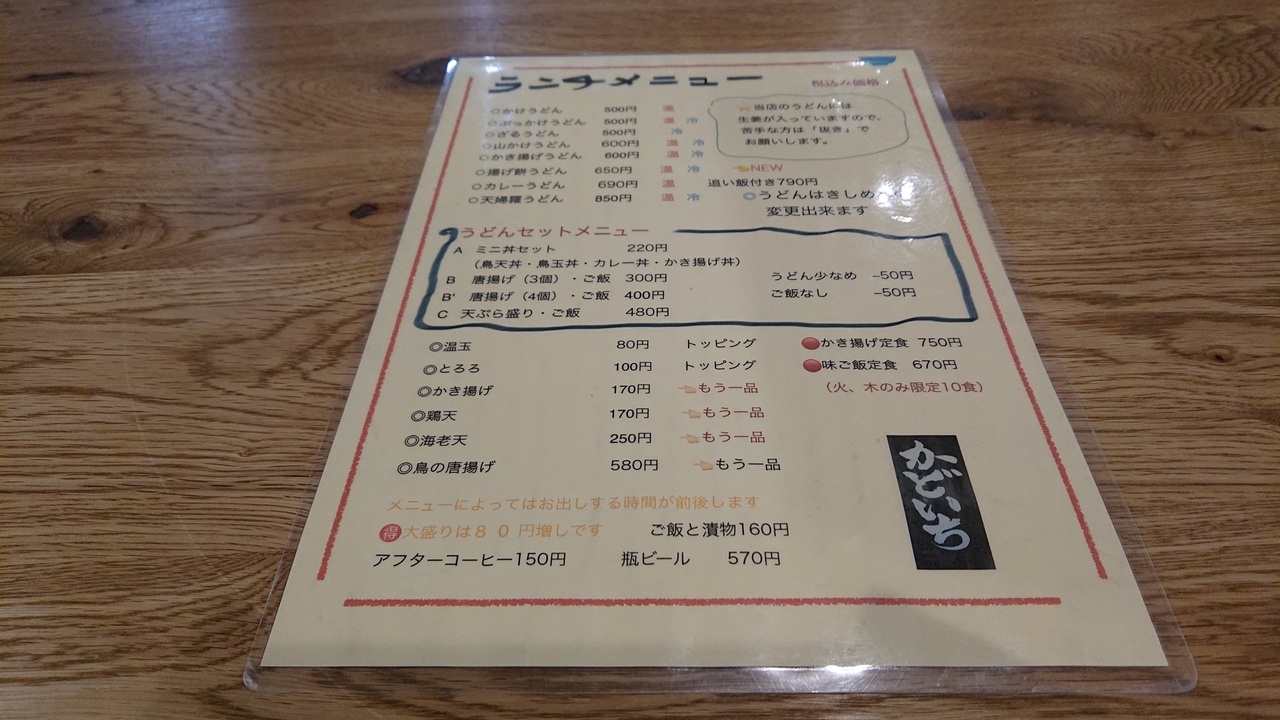 ランチメニュー
税込み価格
◎かけうどん 500円 温
◎ぶっかけうどん 500円 温 冷
◎ざるうどん 500円 冷
◎山かけうどん 600円 温 冷
◎かき揚げうどん 600円 温 冷
◎揚げ餅うどん 650円 温 冷
◎カレーうどん 690円 温
◎天婦羅うどん 850円 温 冷
当店のうどんには
生姜が入っていますので、
苦手な方は「抜き」で
お願いします。
👈NEW
追い飯付き790円
◎うどんはきしめ
変更出来ます
うどんセットメニュー
A ミニ丼セット 220円
(鳥天丼・鳥玉丼・カレー丼・かき揚げ丼)
B 唐揚げ(3個)・ご飯 300円
B' 唐揚げ(4個)・ご飯 400円
C 天ぷら盛り・ご飯 480円
うどん少なめ −50円
ご飯なし −50円
◎温玉 80円 トッピング
◎とろろ 100円 トッピング
◎かき揚げ 170円 👈もう一品
◎鶏天 170円 👈もう一品
◎海老天 250円 👈もう一品
◎鳥の唐揚げ 580円 👈もう一品
🔴かき揚げ定食 750円
🔴味ご飯定食 670円
(火、木のみ限定10食)
かどいち
メニューによってはお出しする時間が前後します
🉐大盛りは80円増しです ご飯と漬物160円
アフターコーヒー150円 瓶ビール 570円